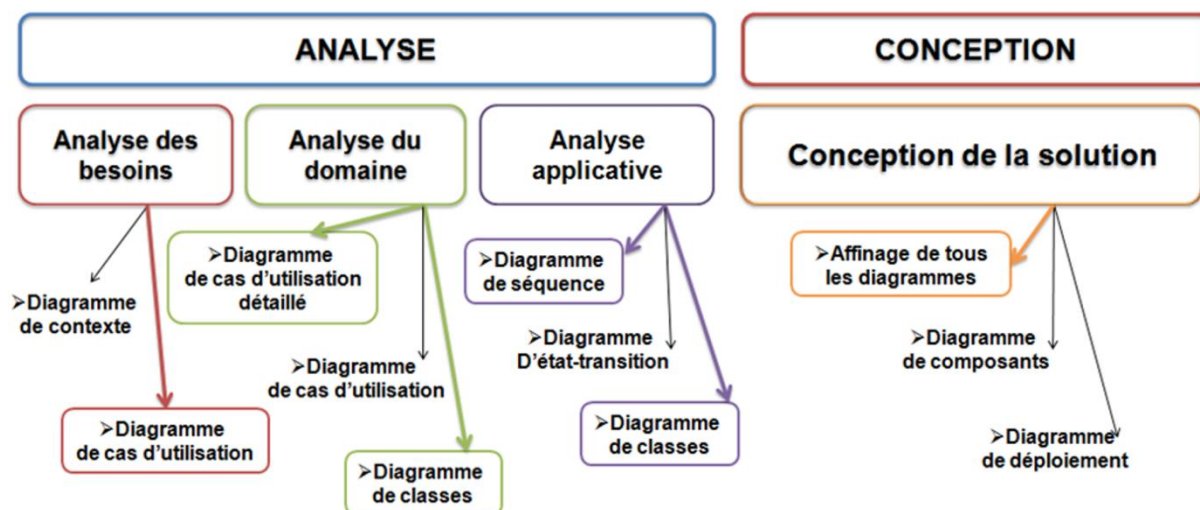 ANALYSE
CONCEPTION
Analyse des
besoins
Analyse du
domaine
Analyse
applicative
Conception de la solution
➢Diagramme
de contexte
➢Diagramme
de cas d’utilisation
➢Diagramme
de cas d’utilisation
détaillé
➢Diagramme
de cas d’utilisation
➢Diagramme
de classes
➢Diagramme
de séquence
➢Diagramme
D’état-transition
➢Diagramme
de classes
➢Affinage de tous
les diagrammes
➢Diagramme
de composants
➢Diagramme
de déploiement